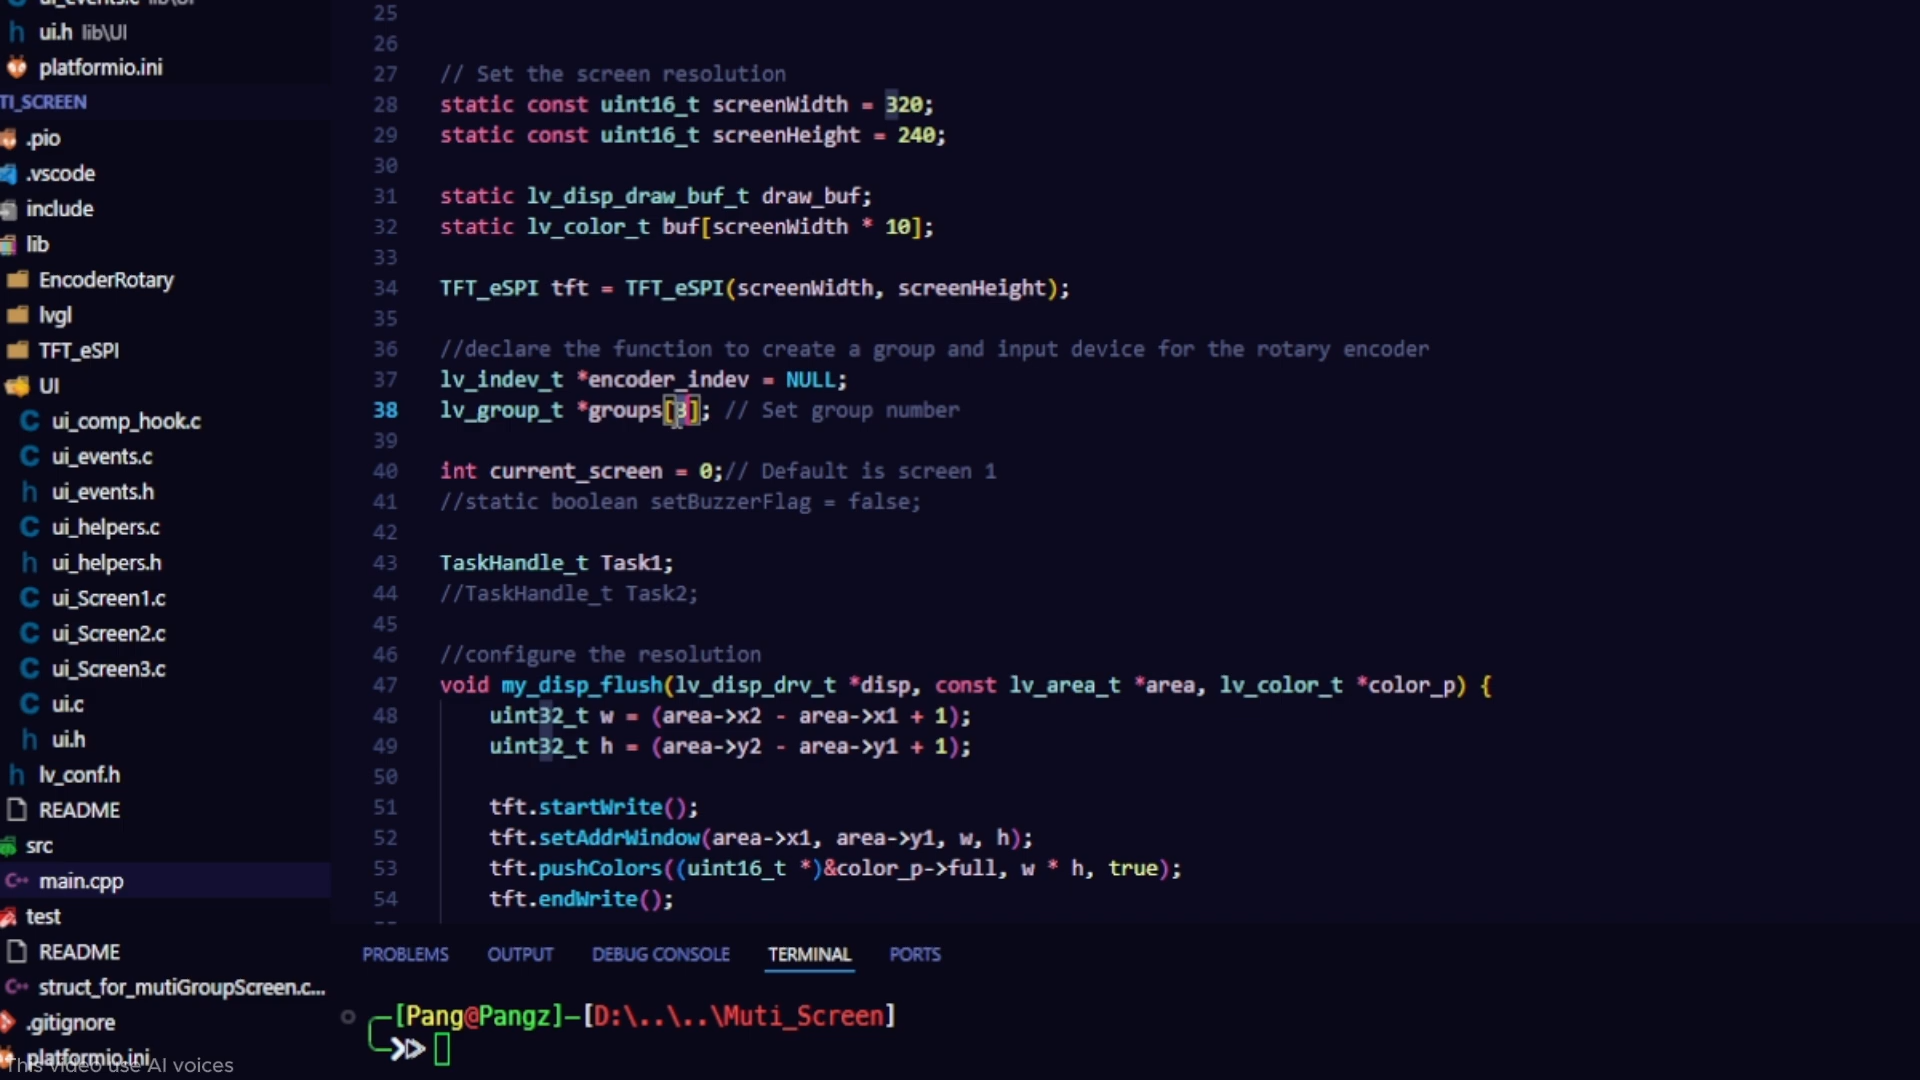 ui_events.c lib\UI
ui.h lib\UI
platformio.ini
TI_SCREEN
.pio
.vscode
include
lib
EncoderRotary
lvgl
TFT_eSPI
UI
ui_comp_hook.c
ui_events.c
ui_events.h
ui_helpers.c
ui_helpers.h
ui_Screen1.c
ui_Screen2.c
ui_Screen3.c
ui.c
ui.h
lv_conf.h
README
src
main.cpp
test
README
struct_for_mutiGroupScreen.c...
.gitignore
platformio.ini
This video use AI voices
25
26
27 // Set the screen resolution
28 static const uint16_t screenWidth = 320;
29 static const uint16_t screenHeight = 240;
30
31 static lv_disp_draw_buf_t draw_buf;
32 static lv_color_t buf[screenWidth * 10];
33
34 TFT_eSPI tft = TFT_eSPI(screenWidth, screenHeight);
35
36 //declare the function to create a group and input device for the rotary encoder
37 lv_indev_t *encoder_indev = NULL;
38 lv_group_t *groups[3]; // Set group number
39
40 int current_screen = 0;// Default is screen 1
41 //static boolean setBuzzerFlag = false;
42
43 TaskHandle_t Task1;
44 //TaskHandle_t Task2;
45
46 //configure the resolution
47 void my_disp_flush(lv_disp_drv_t *disp, const lv_area_t *area, lv_color_t *color_p) {
48 uint32_t w = (area->x2 - area->x1 + 1);
49 uint32_t h = (area->y2 - area->y1 + 1);
50
51 tft.startWrite();
52 tft.setAddrWindow(area->x1, area->y1, w, h);
53 tft.pushColors((uint16_t *)&color_p->full, w * h, true);
54 tft.endWrite();
PROBLEMS OUTPUT DEBUG CONSOLE TERMINAL PORTS
[Pang@Pangz]-[D:\..\..\Muti_Screen]